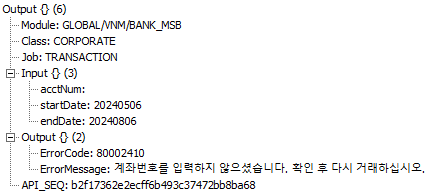 Output {} (6)
Module: GLOBAL/VNM/BANK_MSB
Class: CORPORATE
Job: TRANSACTION
Input {} (3)
acctNum:
startDate: 20240506
endDate: 20240806
Output {} (2)
ErrorCode: 80002410
ErrorMessage: 계좌번호를 입력하지 않으셨습니다. 확인 후 다시 거래하십시오.
API_SEQ: b2f17362e2ecff6b493c37472bb8ba68